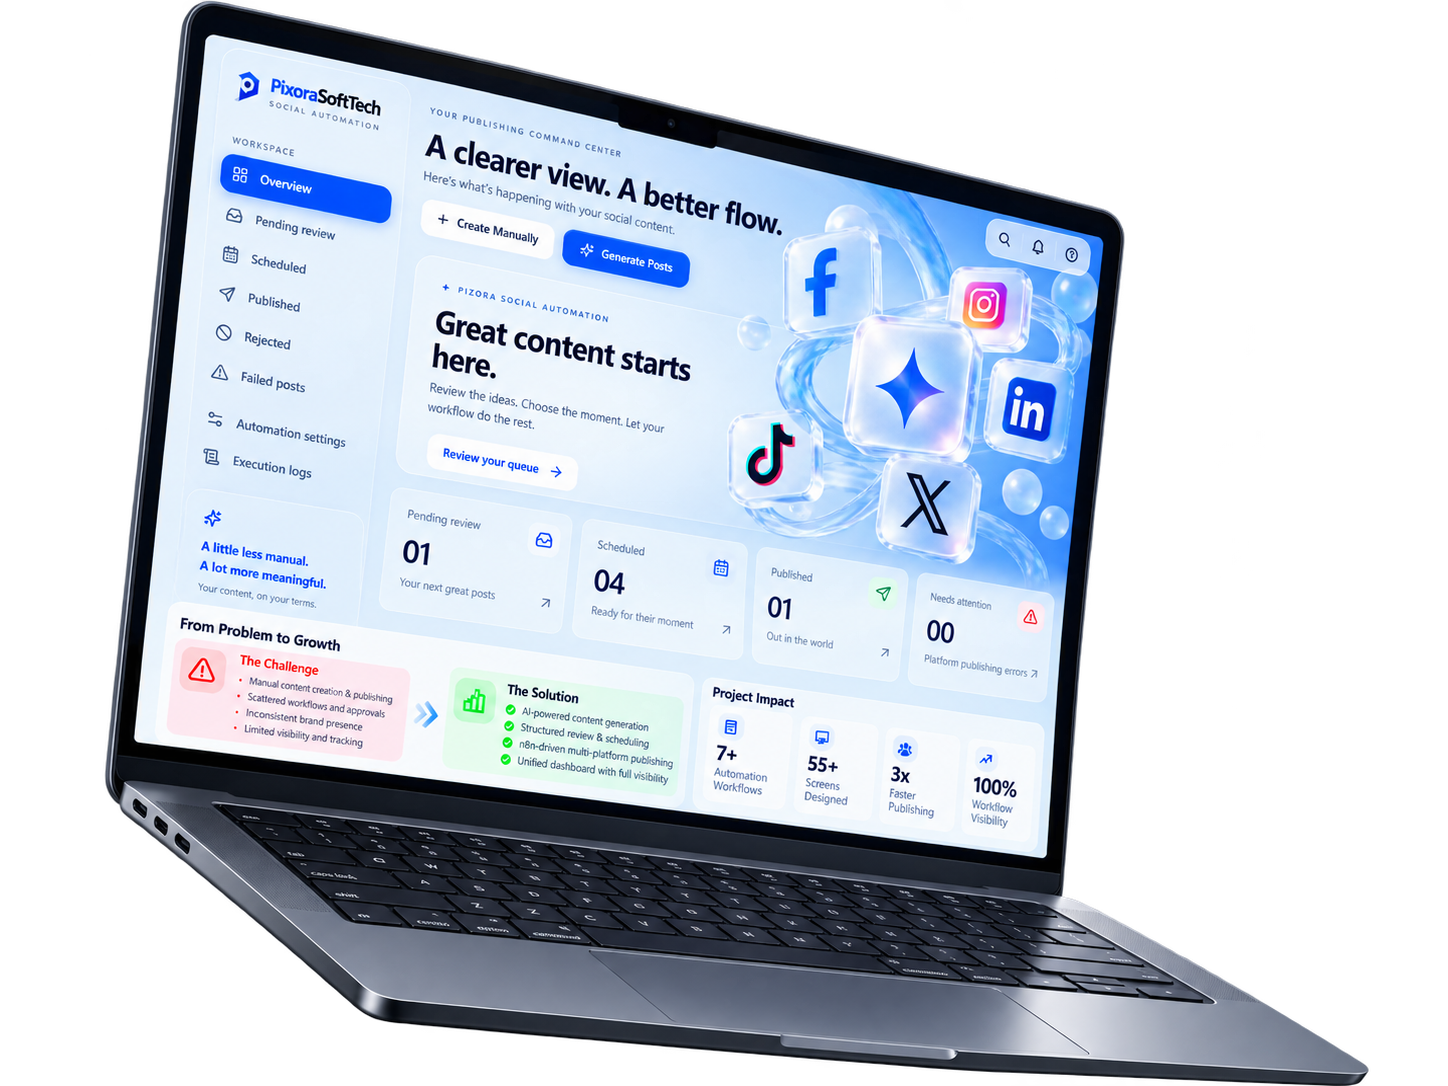 PixoraSoftTech
SOCIAL AUTOMATION
WORKSPACE
Overview
Pending review
Scheduled
Published
Rejected
Failed posts
Automation settings
Execution logs
A little less manual.
A lot more meaningful.
Your content, on your terms.
YOUR PUBLISHING COMMAND CENTER
A clearer view. A better flow.
Here's what's happening with your social content.
Create Manually
Generate Posts
PIZORA SOCIAL AUTOMATION
Great content starts
here.
Review the ideas. Choose the moment. Let your
workflow do the rest.
Review your queue
f
in
X
Pending review
01
Your next great posts
Scheduled
04
Ready for their moment
Published
01
Out in the world
Needs attention
00
Platform publishing errors
From Problem to Growth
The Challenge
• Manual content creation & publishing
• Scattered workflows and approvals
• Inconsistent brand presence
• Limited visibility and tracking
The Solution
AI-powered content generation
Structured review & scheduling
n8n-driven multi-platform publishing
Unified dashboard with full visibility
Project Impact
7+
Automation
Workflows
55+
Screens
Designed
3x
Faster
Publishing
100%
Workflow
Visibility
tab
caps lock
shift
fn